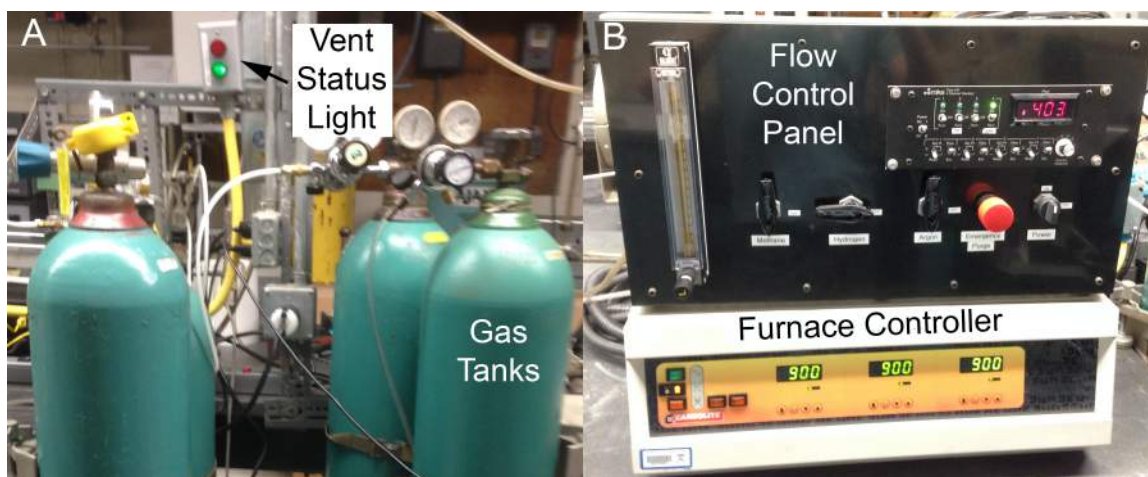 A
Vent
Status
Light
Gas
Tanks
B
Flow
Control
Panel
mks
403
Methane
Hydrogen
Argon
Emergency
Purge
Power
Furnace Controller
900
900
900
CARBOLITE